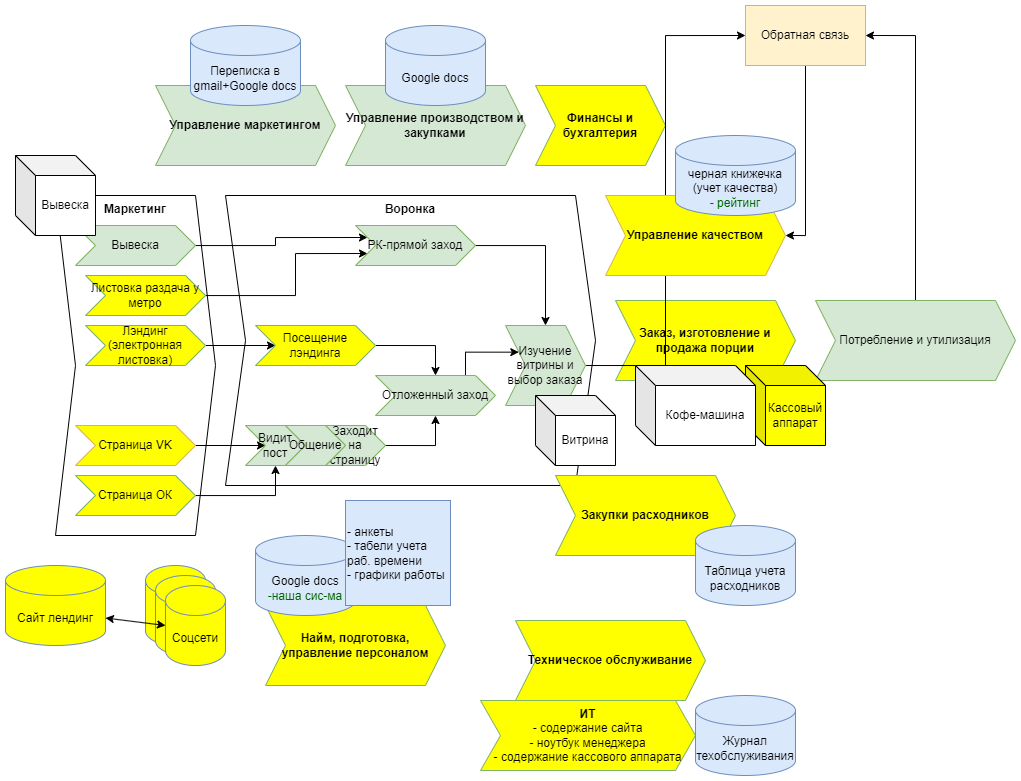 Обратная связь
Переписка в
gmail+Google docs
Управление маркетингом
Google docs
Управление производством и
закупками
Финансы и
бухгалтерия
черная книжечка
(учет качества)
- рейтинг
Управление качеством
Вывеска
Маркетинг
Воронка
Вывеска
РК-прямой заход
Листовка раздача у
метро
Лэндинг
(электронная
листовка)
Посещение
лэндинга
Изучение
витрины и
выбор заказа
Заказ, изготовление и
продажа порции
Потребление и утилизация
Отложенный заход
Кофе-машина
Кассовый
аппарат
Витрина
Страница VK
Видит
пост
Общение
Заходит
на
страницу
Страница ОК
Закупки расходников
Таблица учета
расходников
- анкеты
- табели учета
раб. времени
- графики работы
Google docs
-наша сис-ма
Найм, подготовка,
управление персоналом
Сайт лендинг
Соцсети
Техническое обслуживание
ИТ
- содержание сайта
- ноутбук менеджера
- содержание кассового аппарата
Журнал
техобслуживания